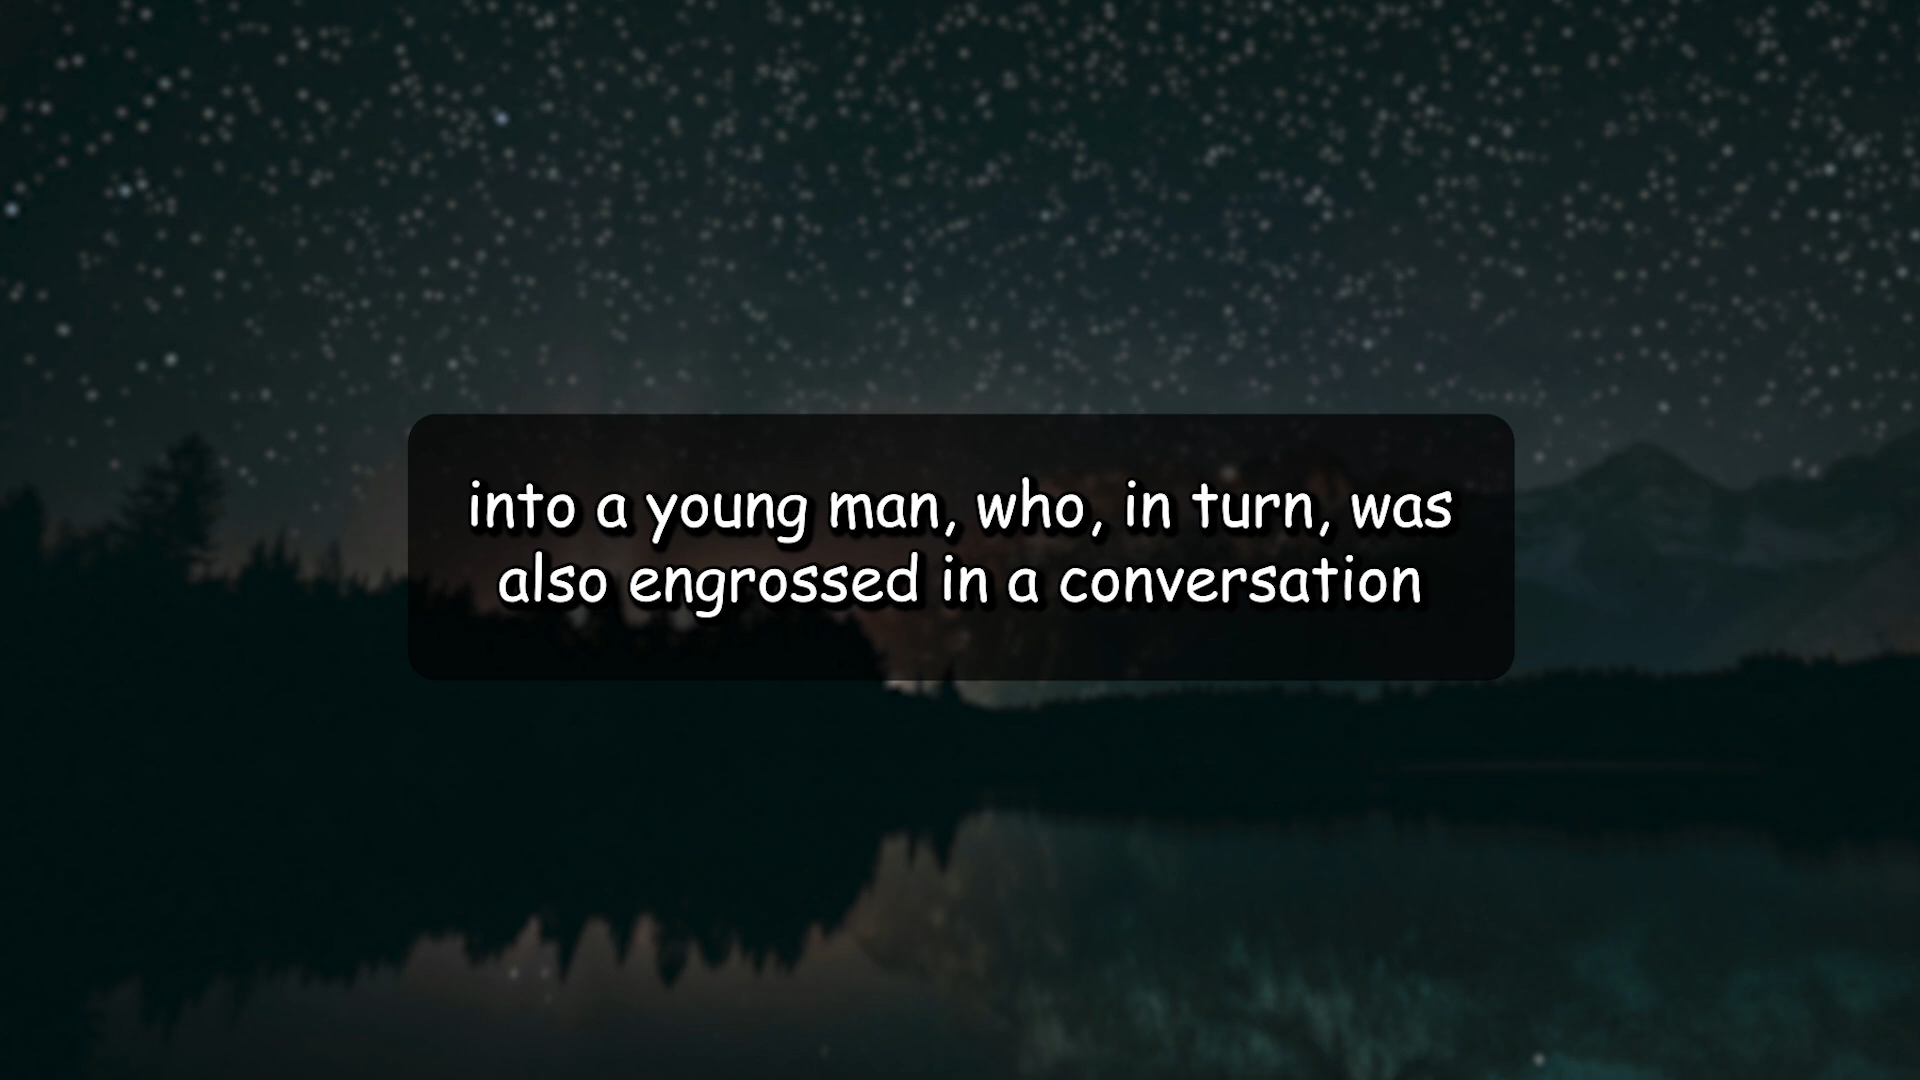 into a young man, who, in turn, was
also engrossed in a conversation